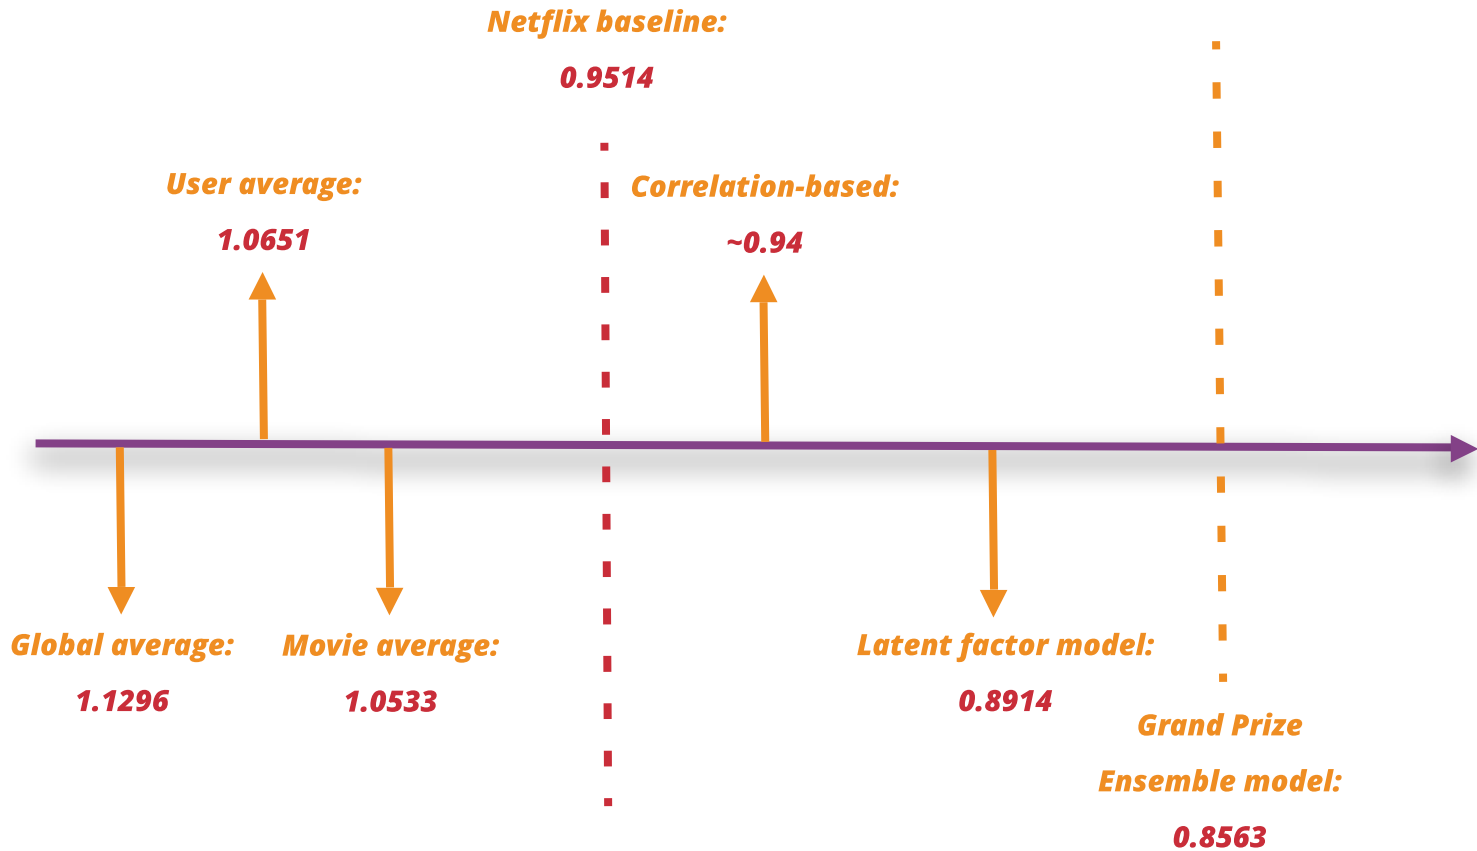 Netflix baseline:
0.9514
User average:
1.0651
Correlation-based:
~0.94
Global average:
1.1296
Movie average:
1.0533
Latent factor model:
0.8914
Grand Prize
Ensemble model:
0.8563